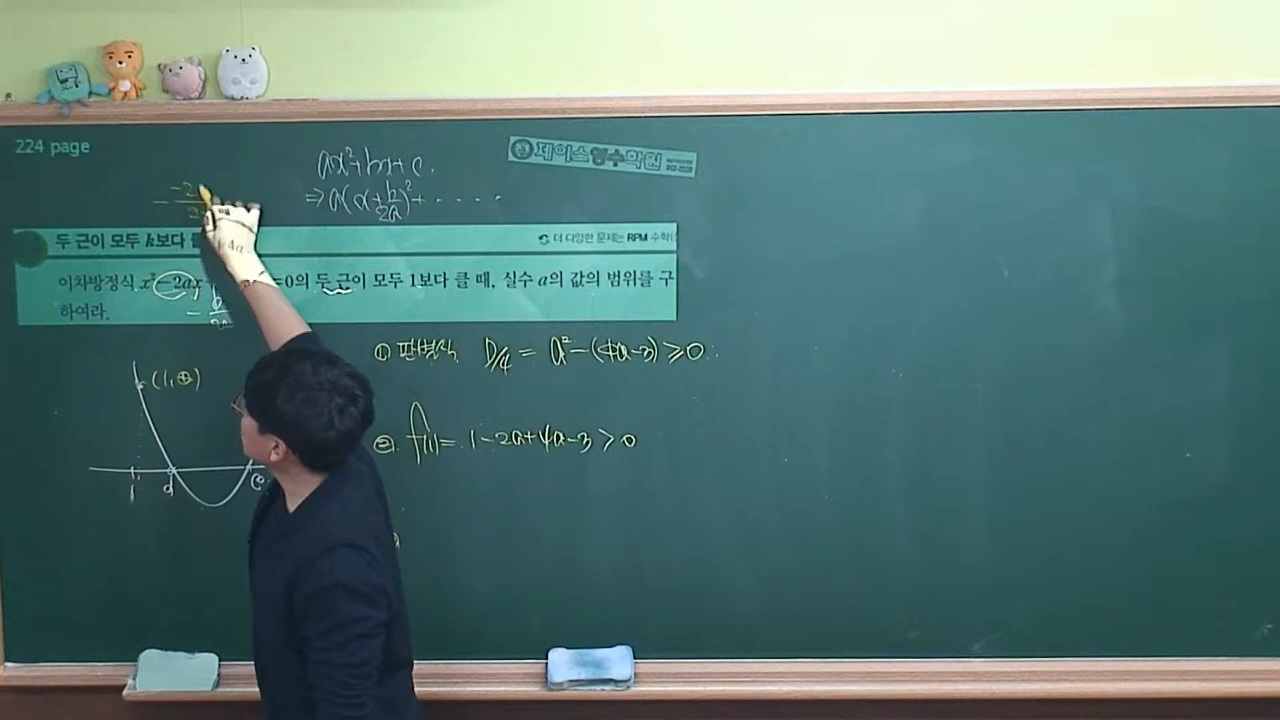 224 page
제이스영수학원
ax²+bx+c.
⇒ a(x+b/2a)²+ · · · · ·
두 근이 모두 k보다
더 다양한 문제는 RPM 수학(
이차방정식 x²−2ax =0의 두 근이 모두 1보다 클 때, 실수 a의 값의 범위를 구
하여라.
− b/2a
① 판별식 D/4 = a²−(4a−3) ≥0
(1, ⊕)
② f(1)= 1−2a+4a−3 > 0
1 α